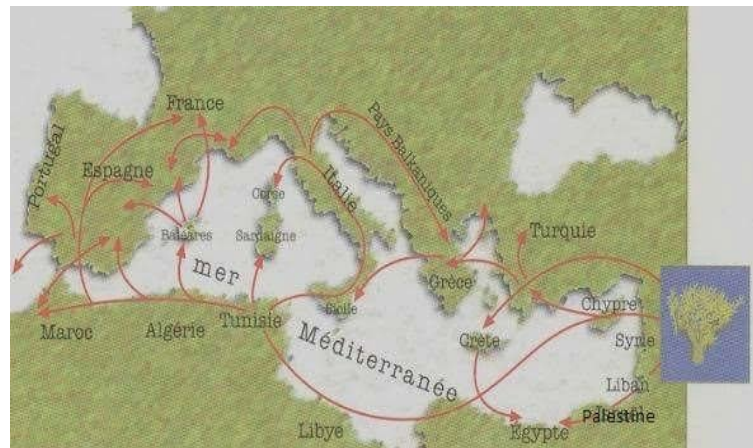 France
Portugal
Espagne
Pays Balkaniques
Italie
Corse
Turquie
Baléares
Sardaigne
mer
Grèce
Chypre
Maroc
Algérie
Tunisie
Sicile
Méditerranée
Crète
Syrie
Liban
Palestine
Libye
Egypte